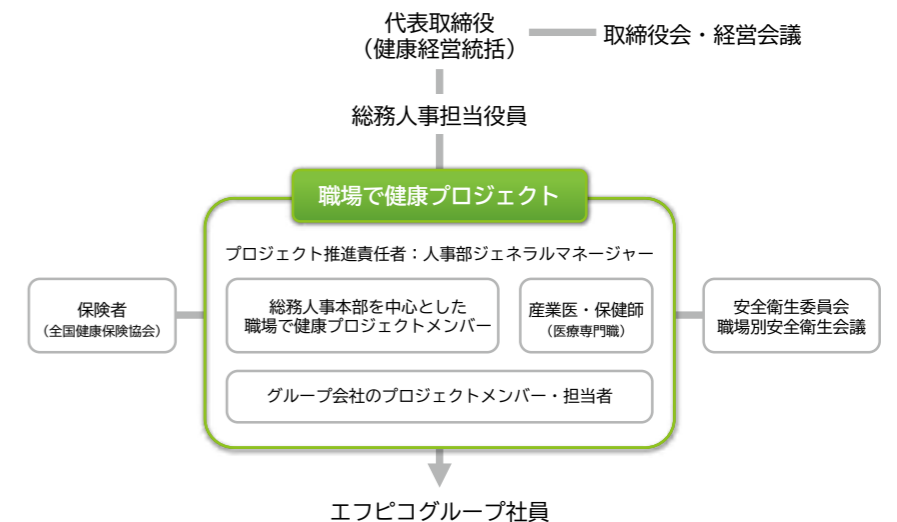 代表取締役
（健康経営統括）
取締役会・経営会議
総務人事担当役員
職場で健康プロジェクト
プロジェクト推進責任者：人事部ジェネラルマネージャー
保険者
（全国健康保険協会）
総務人事本部を中心とした
職場で健康プロジェクトメンバー
産業医・保健師
（医療専門職）
安全衛生委員会
職場別安全衛生会議
グループ会社のプロジェクトメンバー・担当者
エフピコグループ社員